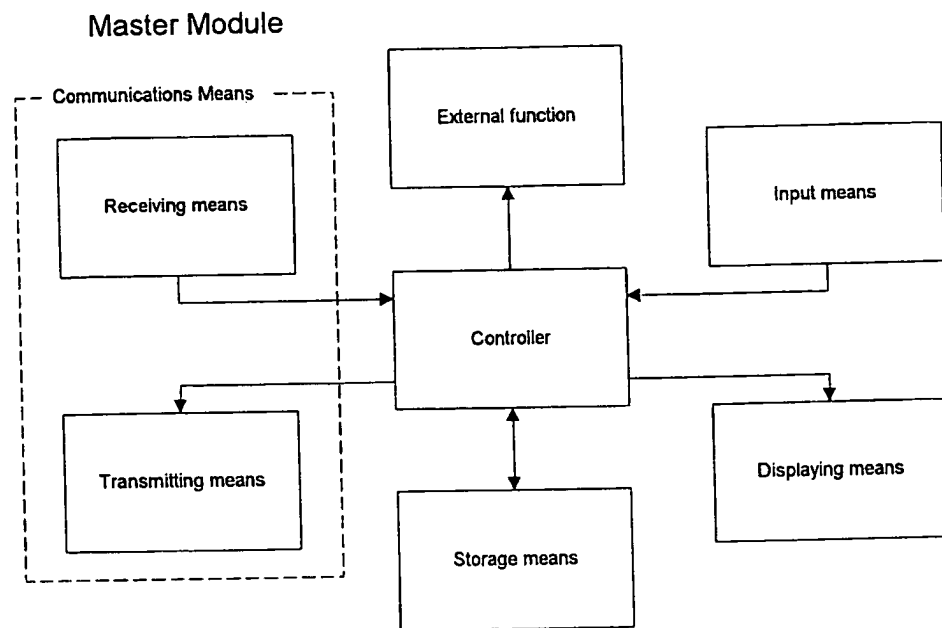 Master Module
Communications Means
External function
Receiving means
Input means
Controller
Transmitting means
Displaying means
Storage means